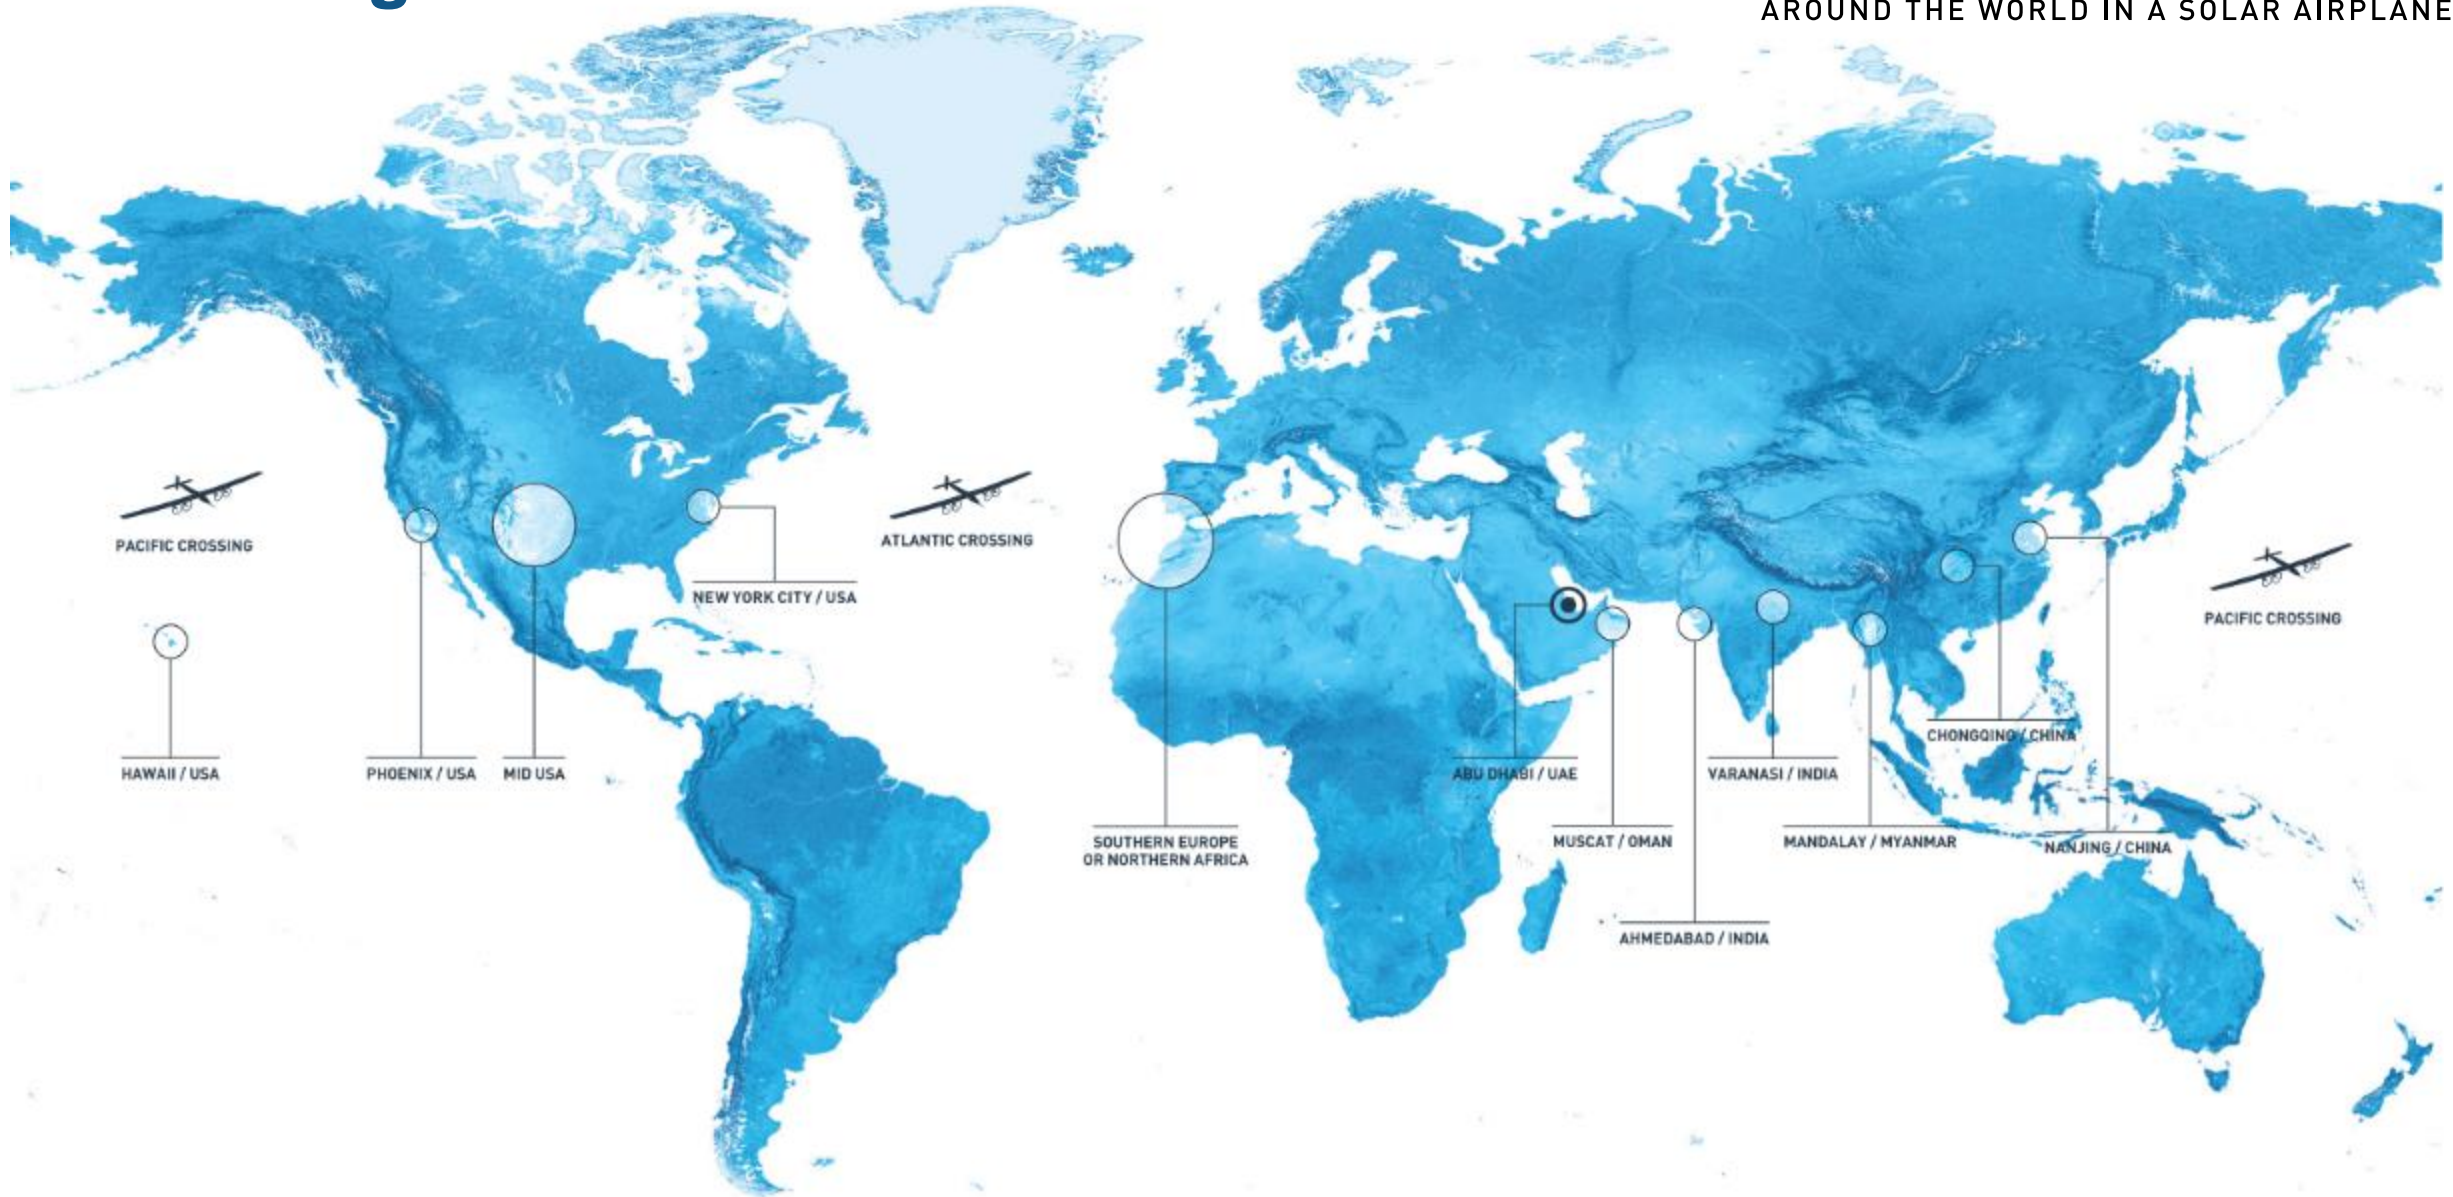 AROUND THE WORLD IN A SOLAR AIRPLANE
PACIFIC CROSSING
ATLANTIC CROSSING
NEW YORK CITY / USA
PACIFIC CROSSING
HAWAII / USA
PHOENIX / USA
MID USA
SOUTHERN EUROPE
OR NORTHERN AFRICA
ABU DHABI / UAE
MUSCAT / OMAN
AHMEDABAD / INDIA
VARANASI / INDIA
MANDALAY / MYANMAR
CHONGQING / CHINA
NANJING / CHINA